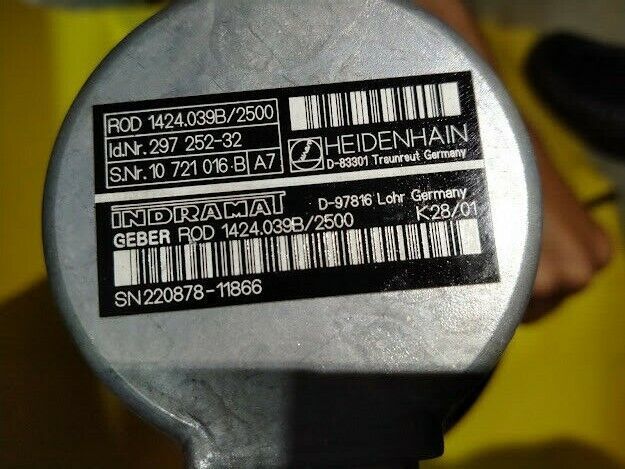 ROD 1424.039B/2500
Id.Nr. 297 252-32
S.Nr. 10 721 016 B A7
HEIDENHAIN
D-83301 Traunreut Germany
INDRAMAT D-97816 Lohr Germany
GEBER ROD 1424.039B/2500 K28/01
SN220878-11866